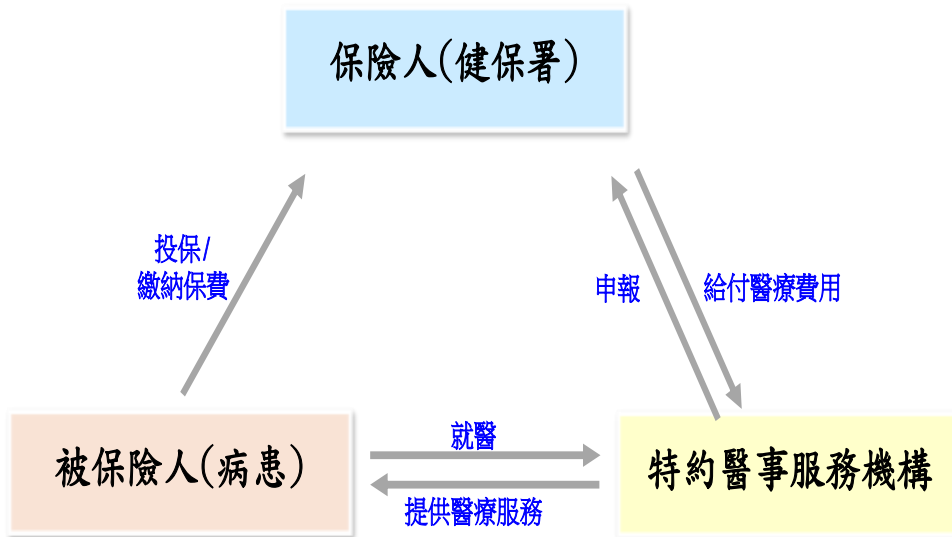 保險人(健保署)
投保/
繳納保費
申報
給付醫療費用
就醫
被保險人(病患)
特約醫事服務機構
提供醫療服務